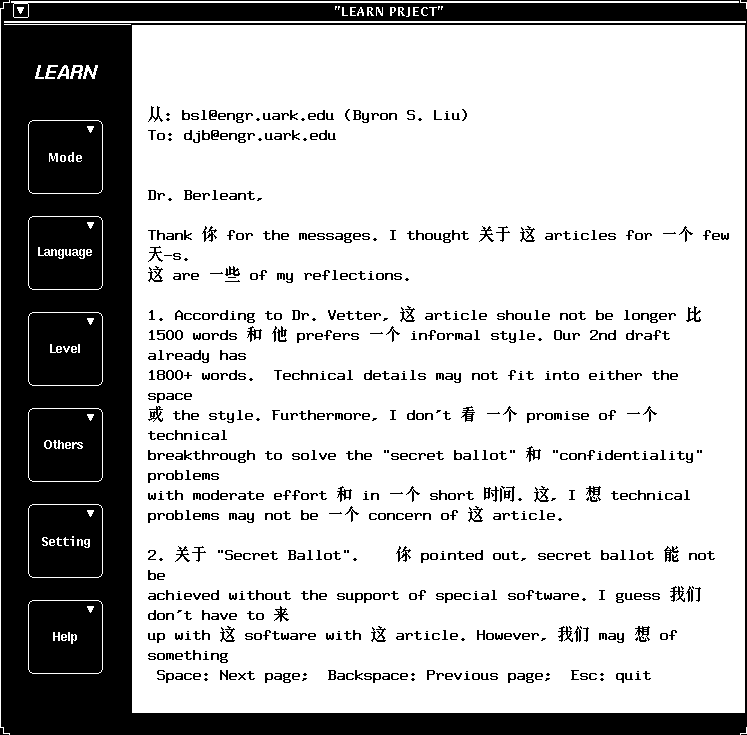 "LEARN PRJECT"
LEARN
Mode
Language
Level
Others
Setting
Help
从: bsl@engr.uark.edu (Byron S. Liu)
To: djb@engr.uark.edu
Dr. Berleant,
Thank 你 for the messages. I thought 关于 这 articles for 一个 few
天-s.
这 are 一些 of my reflections.
1. According to Dr. Vetter, 这 article shoule not be longer 比
1500 words 和 他 prefers 一个 informal style. Our 2nd draft
already has
1800+ words.  Technical details may not fit into either the
space
或 the style. Furthermore, I don't 看 一个 promise of 一个
technical
breakthrough to solve the "secret ballot" 和 "confidentiality"
problems
with moderate effort 和 in 一个 short 时间. 这, I 想 technical
problems may not be 一个 concern of 这 article.
2. 关于 "Secret Ballot".    你 pointed out, secret ballot 能 not
be
achieved without the support of special software. I guess 我们
don't have to 来
up with 这 software with 这 article. However, 我们 may 想 of
something
Space: Next page;  Backspace: Previous page;  Esc: quit